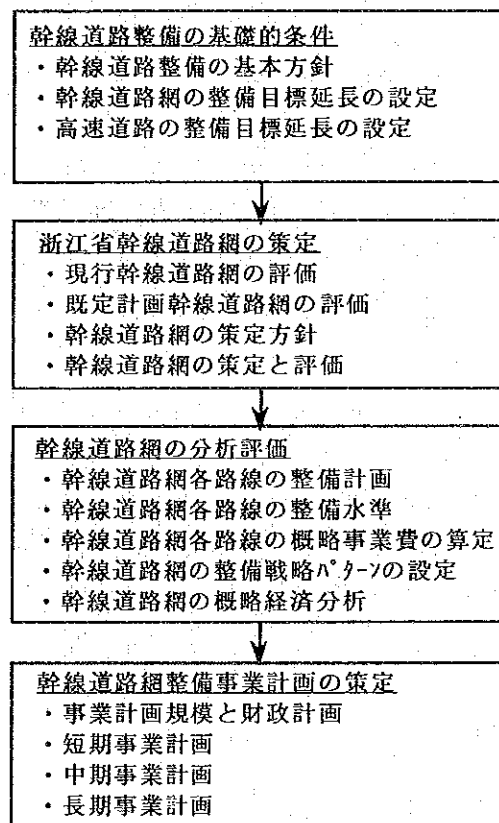 幹線道路整備の基礎的条件
・幹線道路整備の基本方針
・幹線道路網の整備目標延長の設定
・高速道路の整備目標延長の設定
浙江省幹線道路網の策定
・現行幹線道路網の評価
・既定計画幹線道路網の評価
・幹線道路網の策定方針
・幹線道路網の策定と評価
幹線道路網の分析評価
・幹線道路網各路線の整備計画
・幹線道路網各路線の整備水準
・幹線道路網各路線の概略事業費の算定
・幹線道路網の整備戦略ﾊﾟﾀｰﾝの設定
・幹線道路網の概略経済分析
幹線道路網整備事業計画の策定
・事業計画規模と財政計画
・短期事業計画
・中期事業計画
・長期事業計画